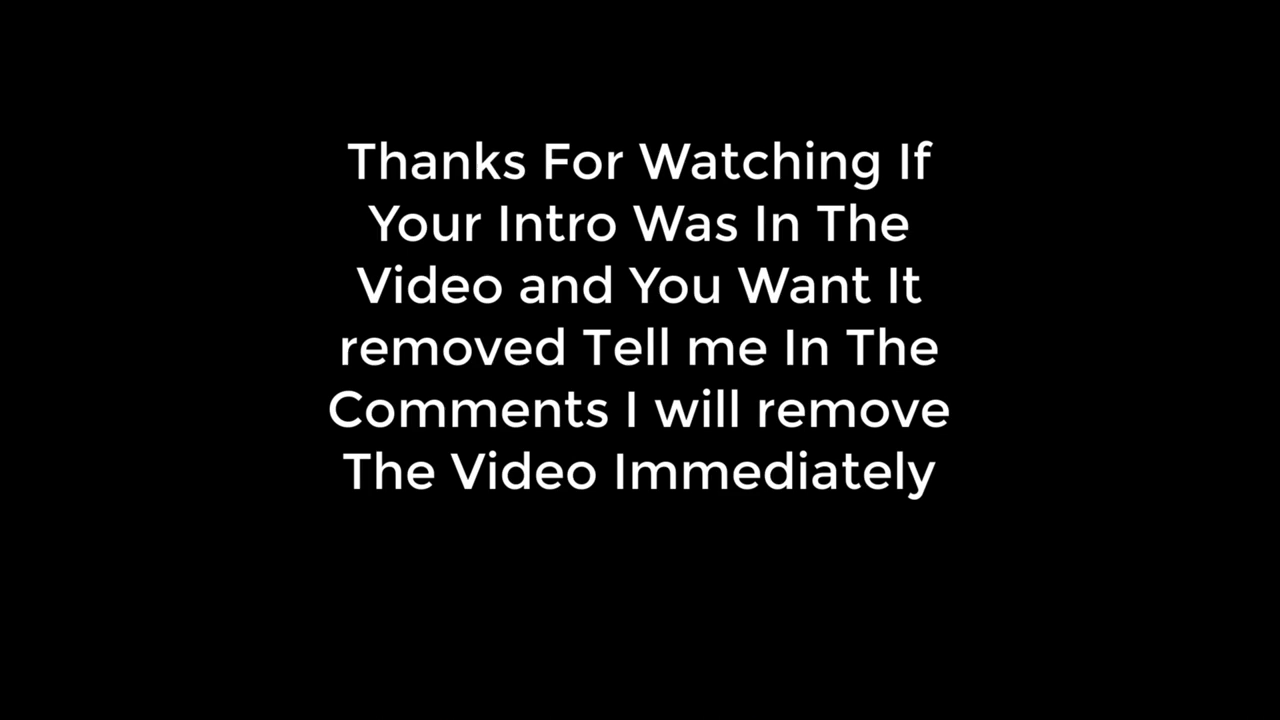 Thanks For Watching If
Your Intro Was In The
Video and You Want It
removed Tell me In The
Comments I will remove
The Video Immediately